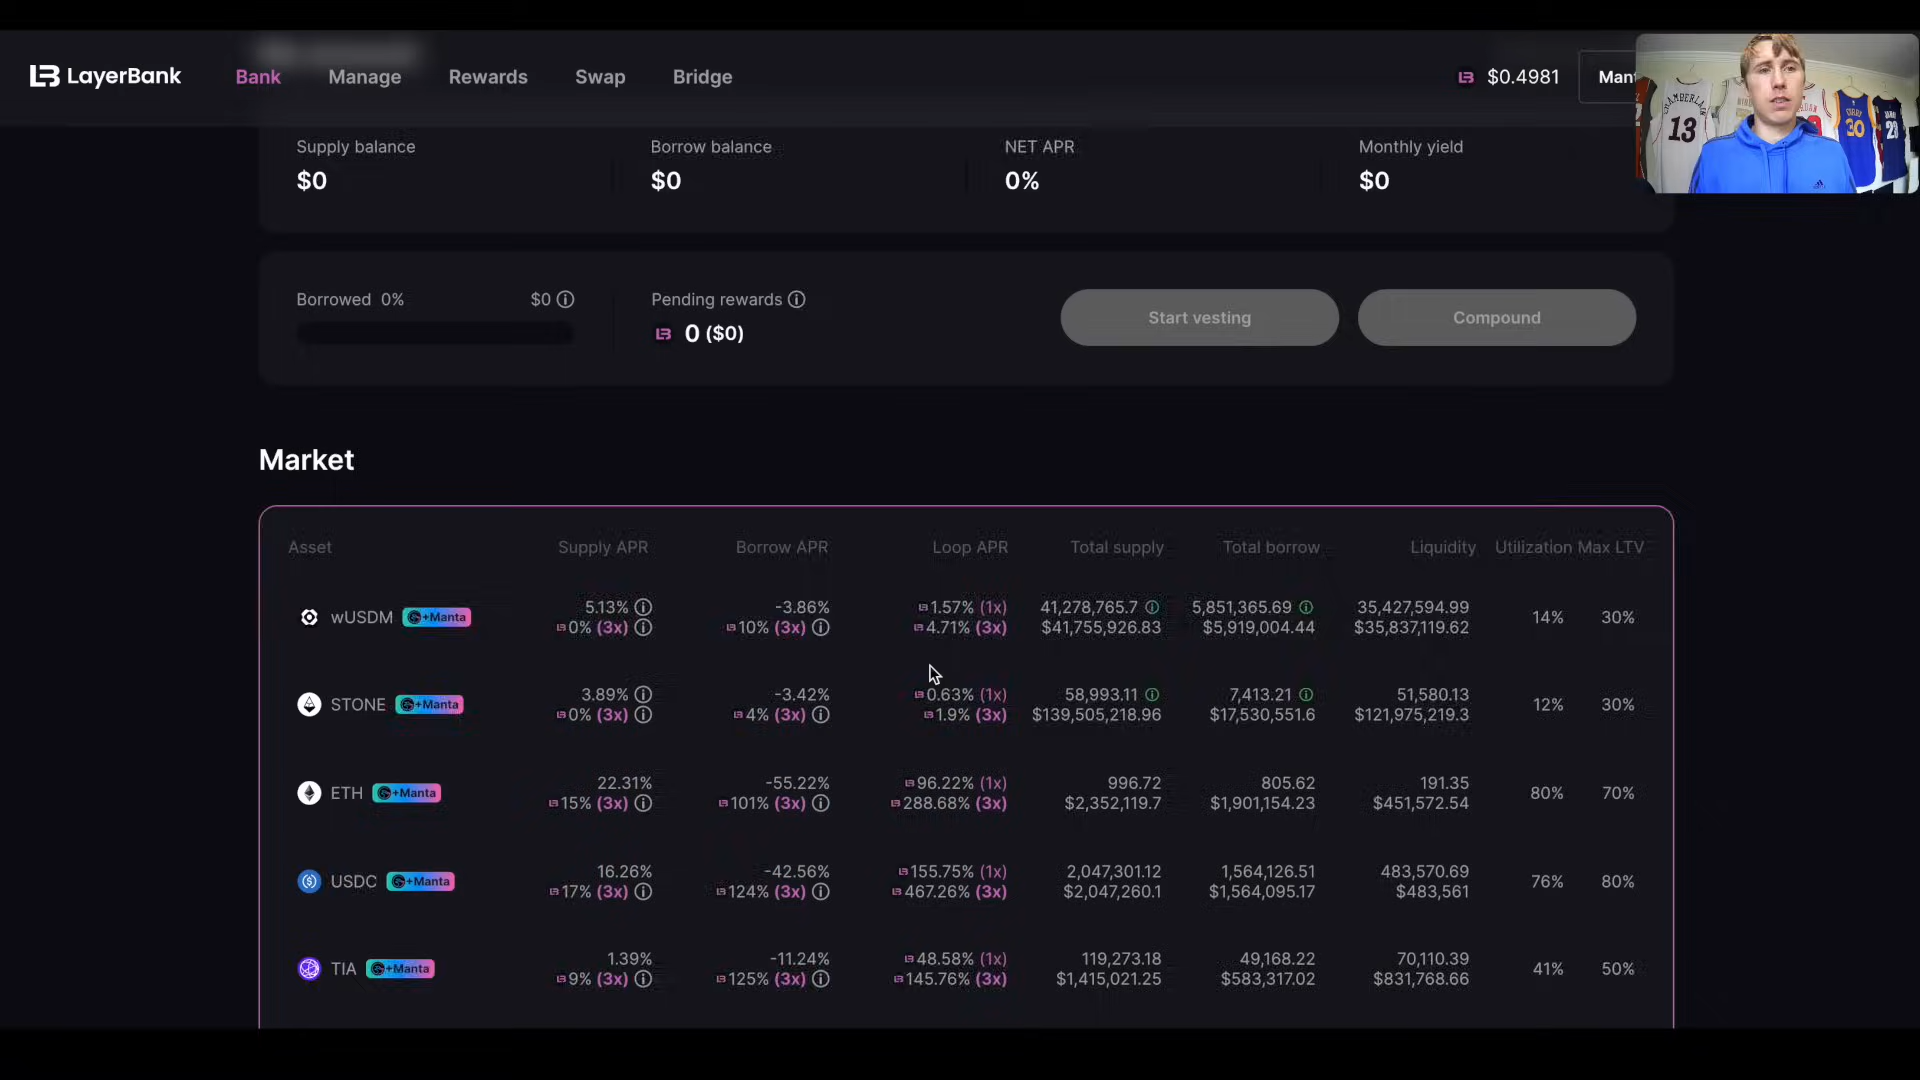 LayerBank
Bank
Manage
Rewards
Swap
Bridge
$0.4981
Supply balance
Borrow balance
NET APR
Monthly yield
$0
$0
0%
$0
Borrowed 0%
$0
Pending rewards
0 ($0)
Start vesting
Compound
Market
Asset Supply APR Borrow APR Loop APR Total supply Total borrow Liquidity Utilization Max LTV
wUSDM +Manta
5.13% -3.86% 1.57% (1x) 41,278,765.7 5,851,365.69 35,427,594.99
0% (3x) 10% (3x) 4.71% (3x) $41,755,926.83 $5,919,004.44 $35,837,119.62
14% 30%
STONE +Manta
3.89% -3.42% 0.63% (1x) 58,993.11 7,413.21 51,580.13
0% (3x) 4% (3x) 1.9% (3x) $139,505,218.96 $17,530,551.6 $121,975,219.3
12% 30%
ETH +Manta
22.31% -55.22% 96.22% (1x) 996.72 805.62 191.35
15% (3x) 101% (3x) 288.68% (3x) $2,352,119.7 $1,901,154.23 $451,572.54
80% 70%
USDC +Manta
16.26% -42.56% 155.75% (1x) 2,047,301.12 1,564,126.51 483,570.69
17% (3x) 124% (3x) 467.26% (3x) $2,047,260.1 $1,564,095.17 $483,561
76% 80%
TIA +Manta
1.39% -11.24% 48.58% (1x) 119,273.18 49,168.22 70,110.39
9% (3x) 125% (3x) 145.76% (3x) $1,415,021.25 $583,317.02 $831,768.66
41% 50%
13
30